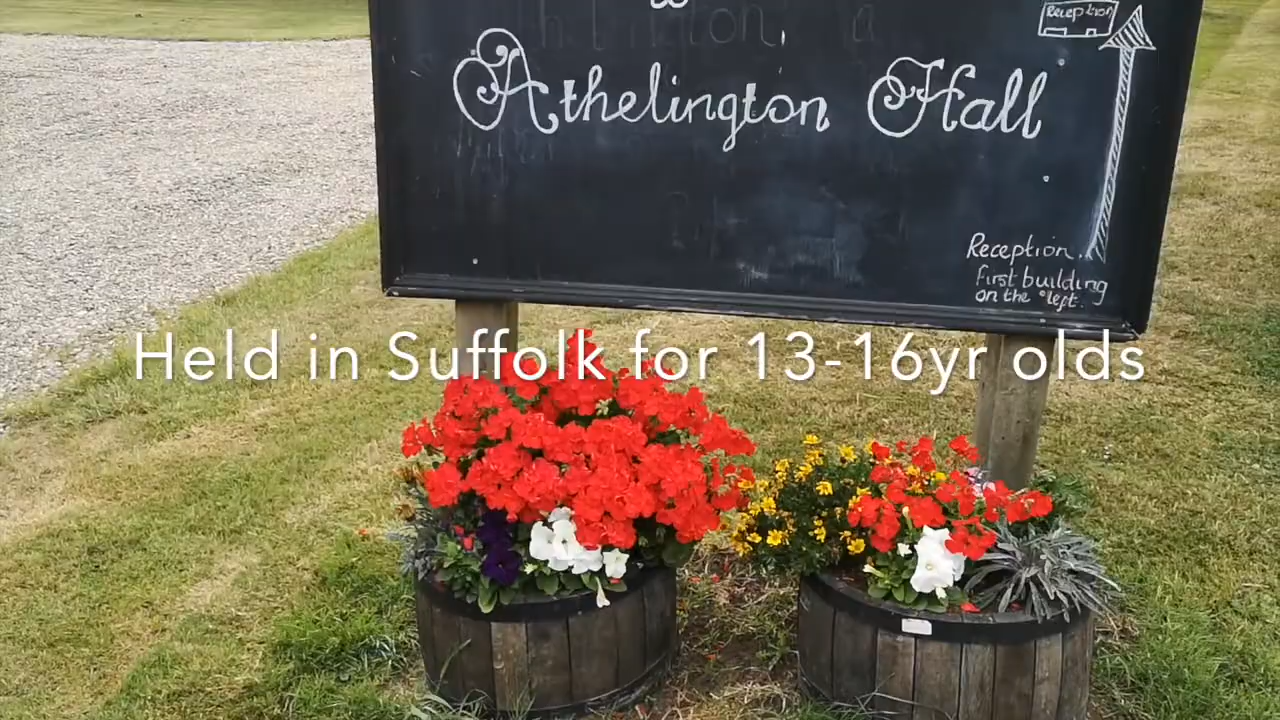 Reception
Athelington Hall
Reception.
First building
on the left.
Held in Suffolk for 13-16yr olds